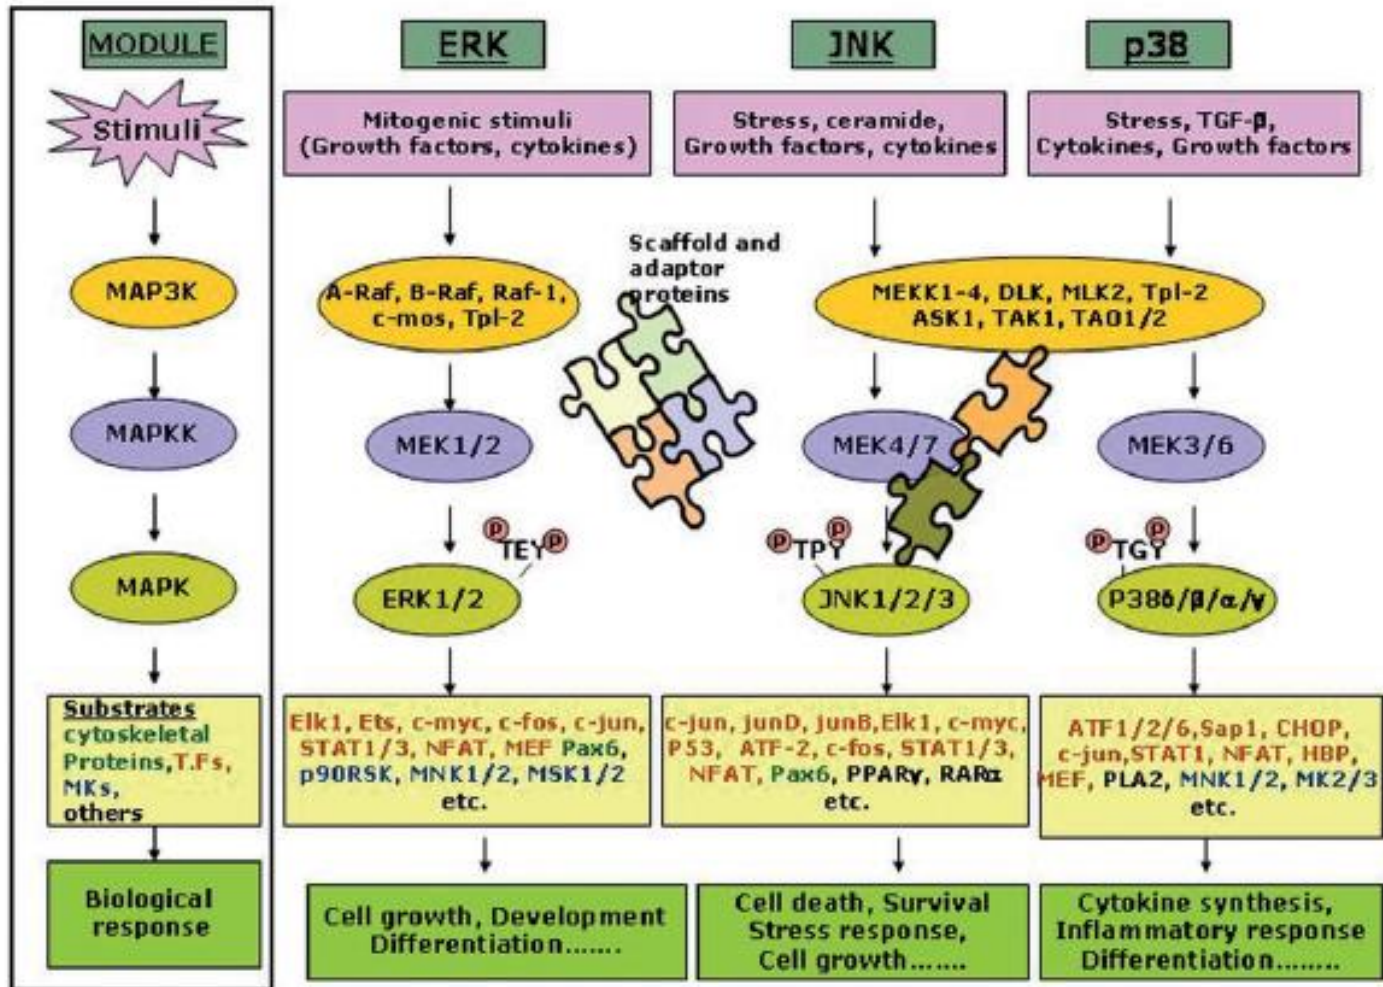 MODULE
Stimuli
MAP3K
MAPKK
MAPK
Substrates
cytoskeletal
Proteins,T.Fs,
MKs,
others
Biological
response
ERK
Mitogenic stimuli
(Growth factors, cytokines)
A-Raf, B-Raf, Raf-1,
c-mos, Tpl-2
MEK1/2
P TEY P
ERK1/2
Elk1, Ets, c-myc, c-fos, c-jun,
STAT1/3, NFAT, MEF Pax6,
p90RSK, MNK1/2, MSK1/2
etc.
Cell growth, Development
Differentiation.......
Scaffold and
adaptor
proteins
JNK
Stress, ceramide,
Growth factors, cytokines
p38
Stress, TGF-β,
Cytokines, Growth factors
MEKK1-4, DLK, MLK2, Tpl-2
ASK1, TAK1, TAO1/2
MEK4/7
P TPY P
JNK1/2/3
c-jun, junD, junB,Elk1, c-myc,
P53, ATF-2, c-fos, STAT1/3,
NFAT, Pax6, PPARγ, RARα
etc.
Cell death, Survival
Stress response,
Cell growth.......
MEK3/6
P TGY P
P38δ/β/α/γ
ATF1/2/6,Sap1, CHOP,
c-jun,STAT1, NFAT, HBP,
MEF, PLA2, MNK1/2, MK2/3
etc.
Cytokine synthesis,
Inflammatory response
Differentiation........